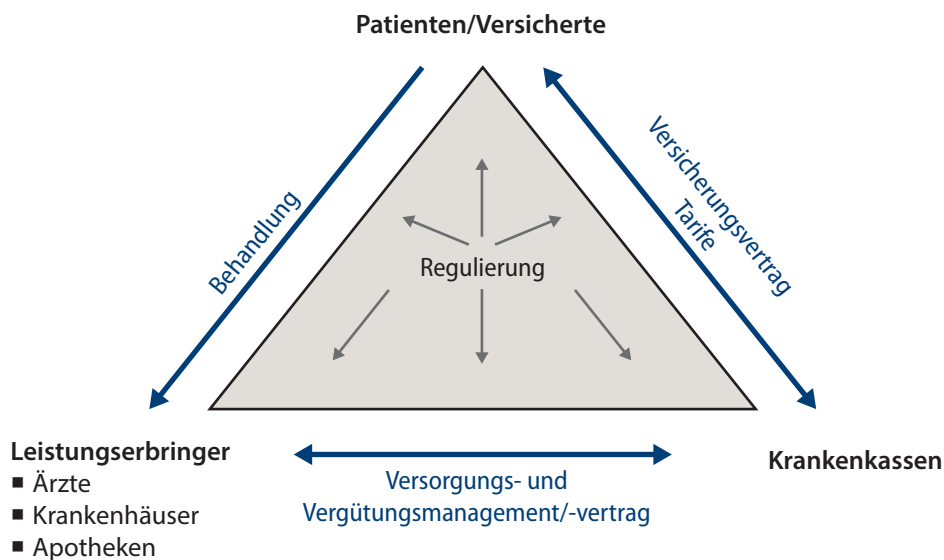 Patienten/Versicherte
Behandlung
Versicherungsvertrag
Tarife
Regulierung
Leistungserbringer
▪ Ärzte
▪ Krankenhäuser
▪ Apotheken
Versorgungs- und
Vergütungsmanagement/-vertrag
Krankenkassen